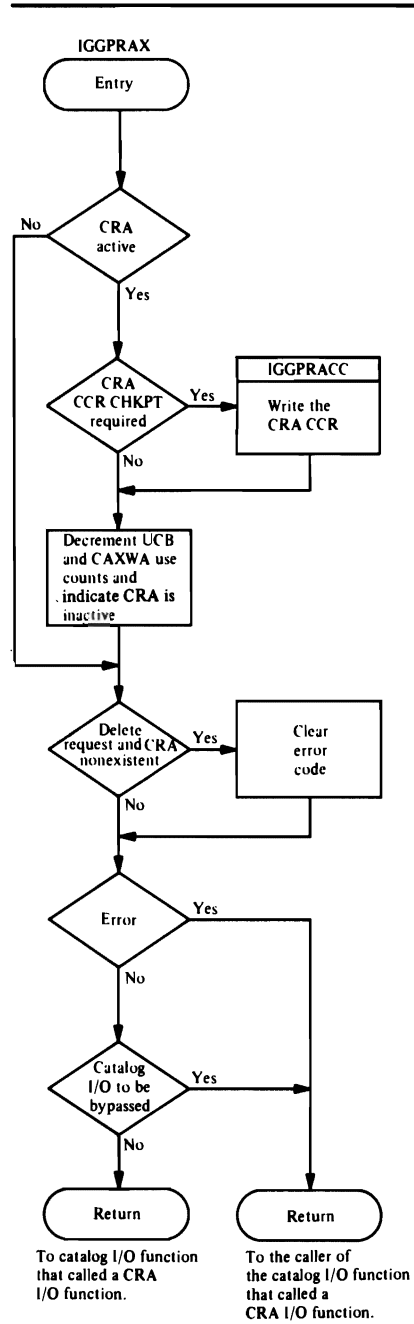 IGGPRAX
Entry
No
CRA
active
Yes
CRA
CCR CHKPT
required
Yes
IGGPRACC
Write the
CRA CCR
No
Decrement UCB
and CAXWA use
counts and
indicate CRA is
inactive
Delete
request and CRA
nonexistent
Yes
Clear
error
code
No
Error
Yes
No
Catalog
I/O to be
bypassed
Yes
No
Return
Return
To catalog I/O function
that called a CRA
I/O function.
To the caller of
the catalog I/O function
that called a
CRA I/O function.